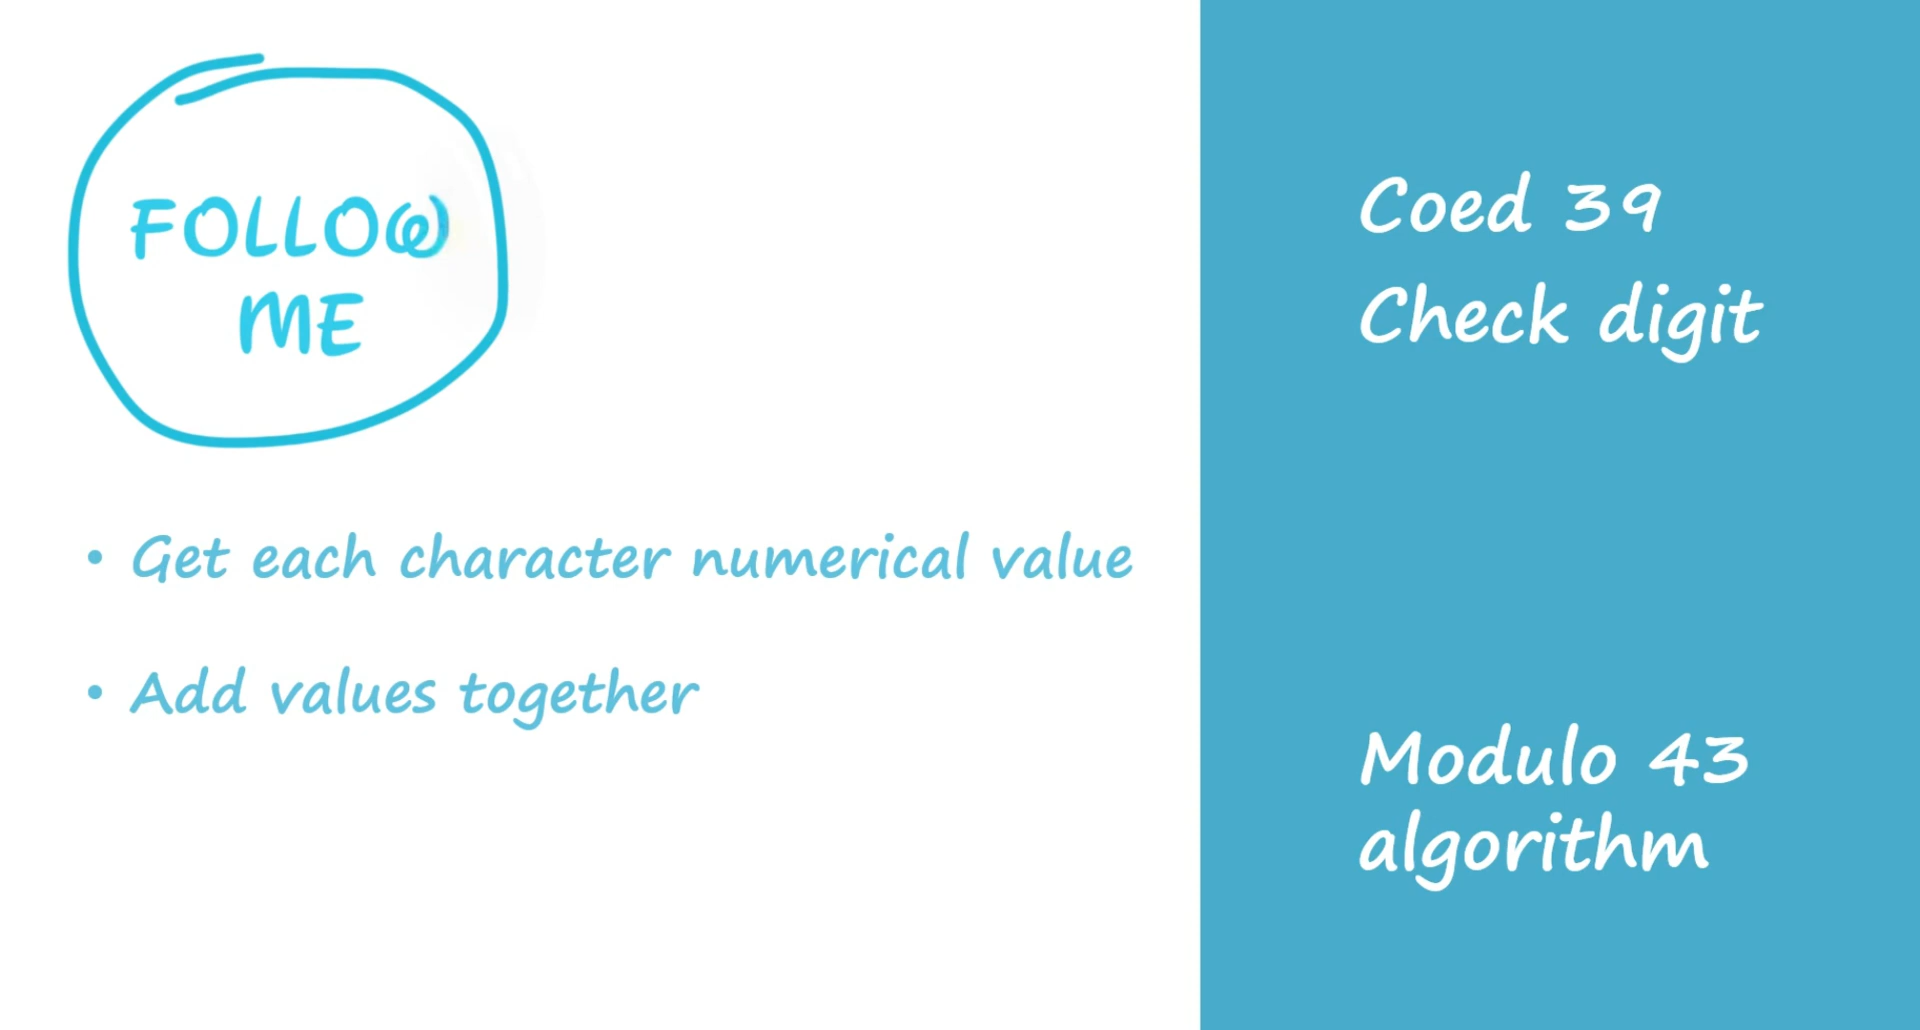 FOLLOW
ME
• Get each character numerical value
• Add values together
Coed 39
Check digit
Modulo 43
algorithm